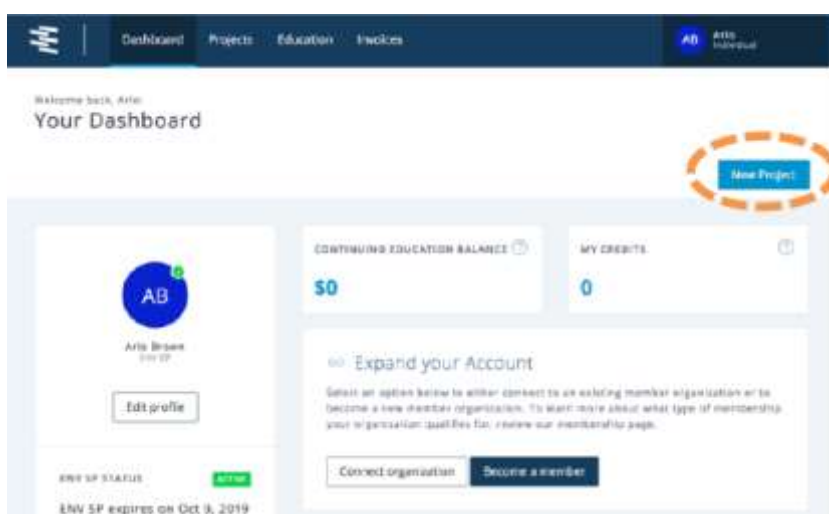 Dashboard Projects Education Invoices
AB Arlo
Individual
Welcome back, Arlo
Your Dashboard
New Project
CONTINUING EDUCATION BALANCE ?
$0
MY CREDITS ?
0
AB
Arlo Brown
ENV SP
Edit profile
Expand your Account
Select an option below to either connect to an existing member organization or to
become a new member organization. To learn more about what type of membership
your organization qualifies for, review our membership page.
Connect organization Become a member
ENV SP STATUS ACTIVE
ENV SP expires on Oct 9, 2019